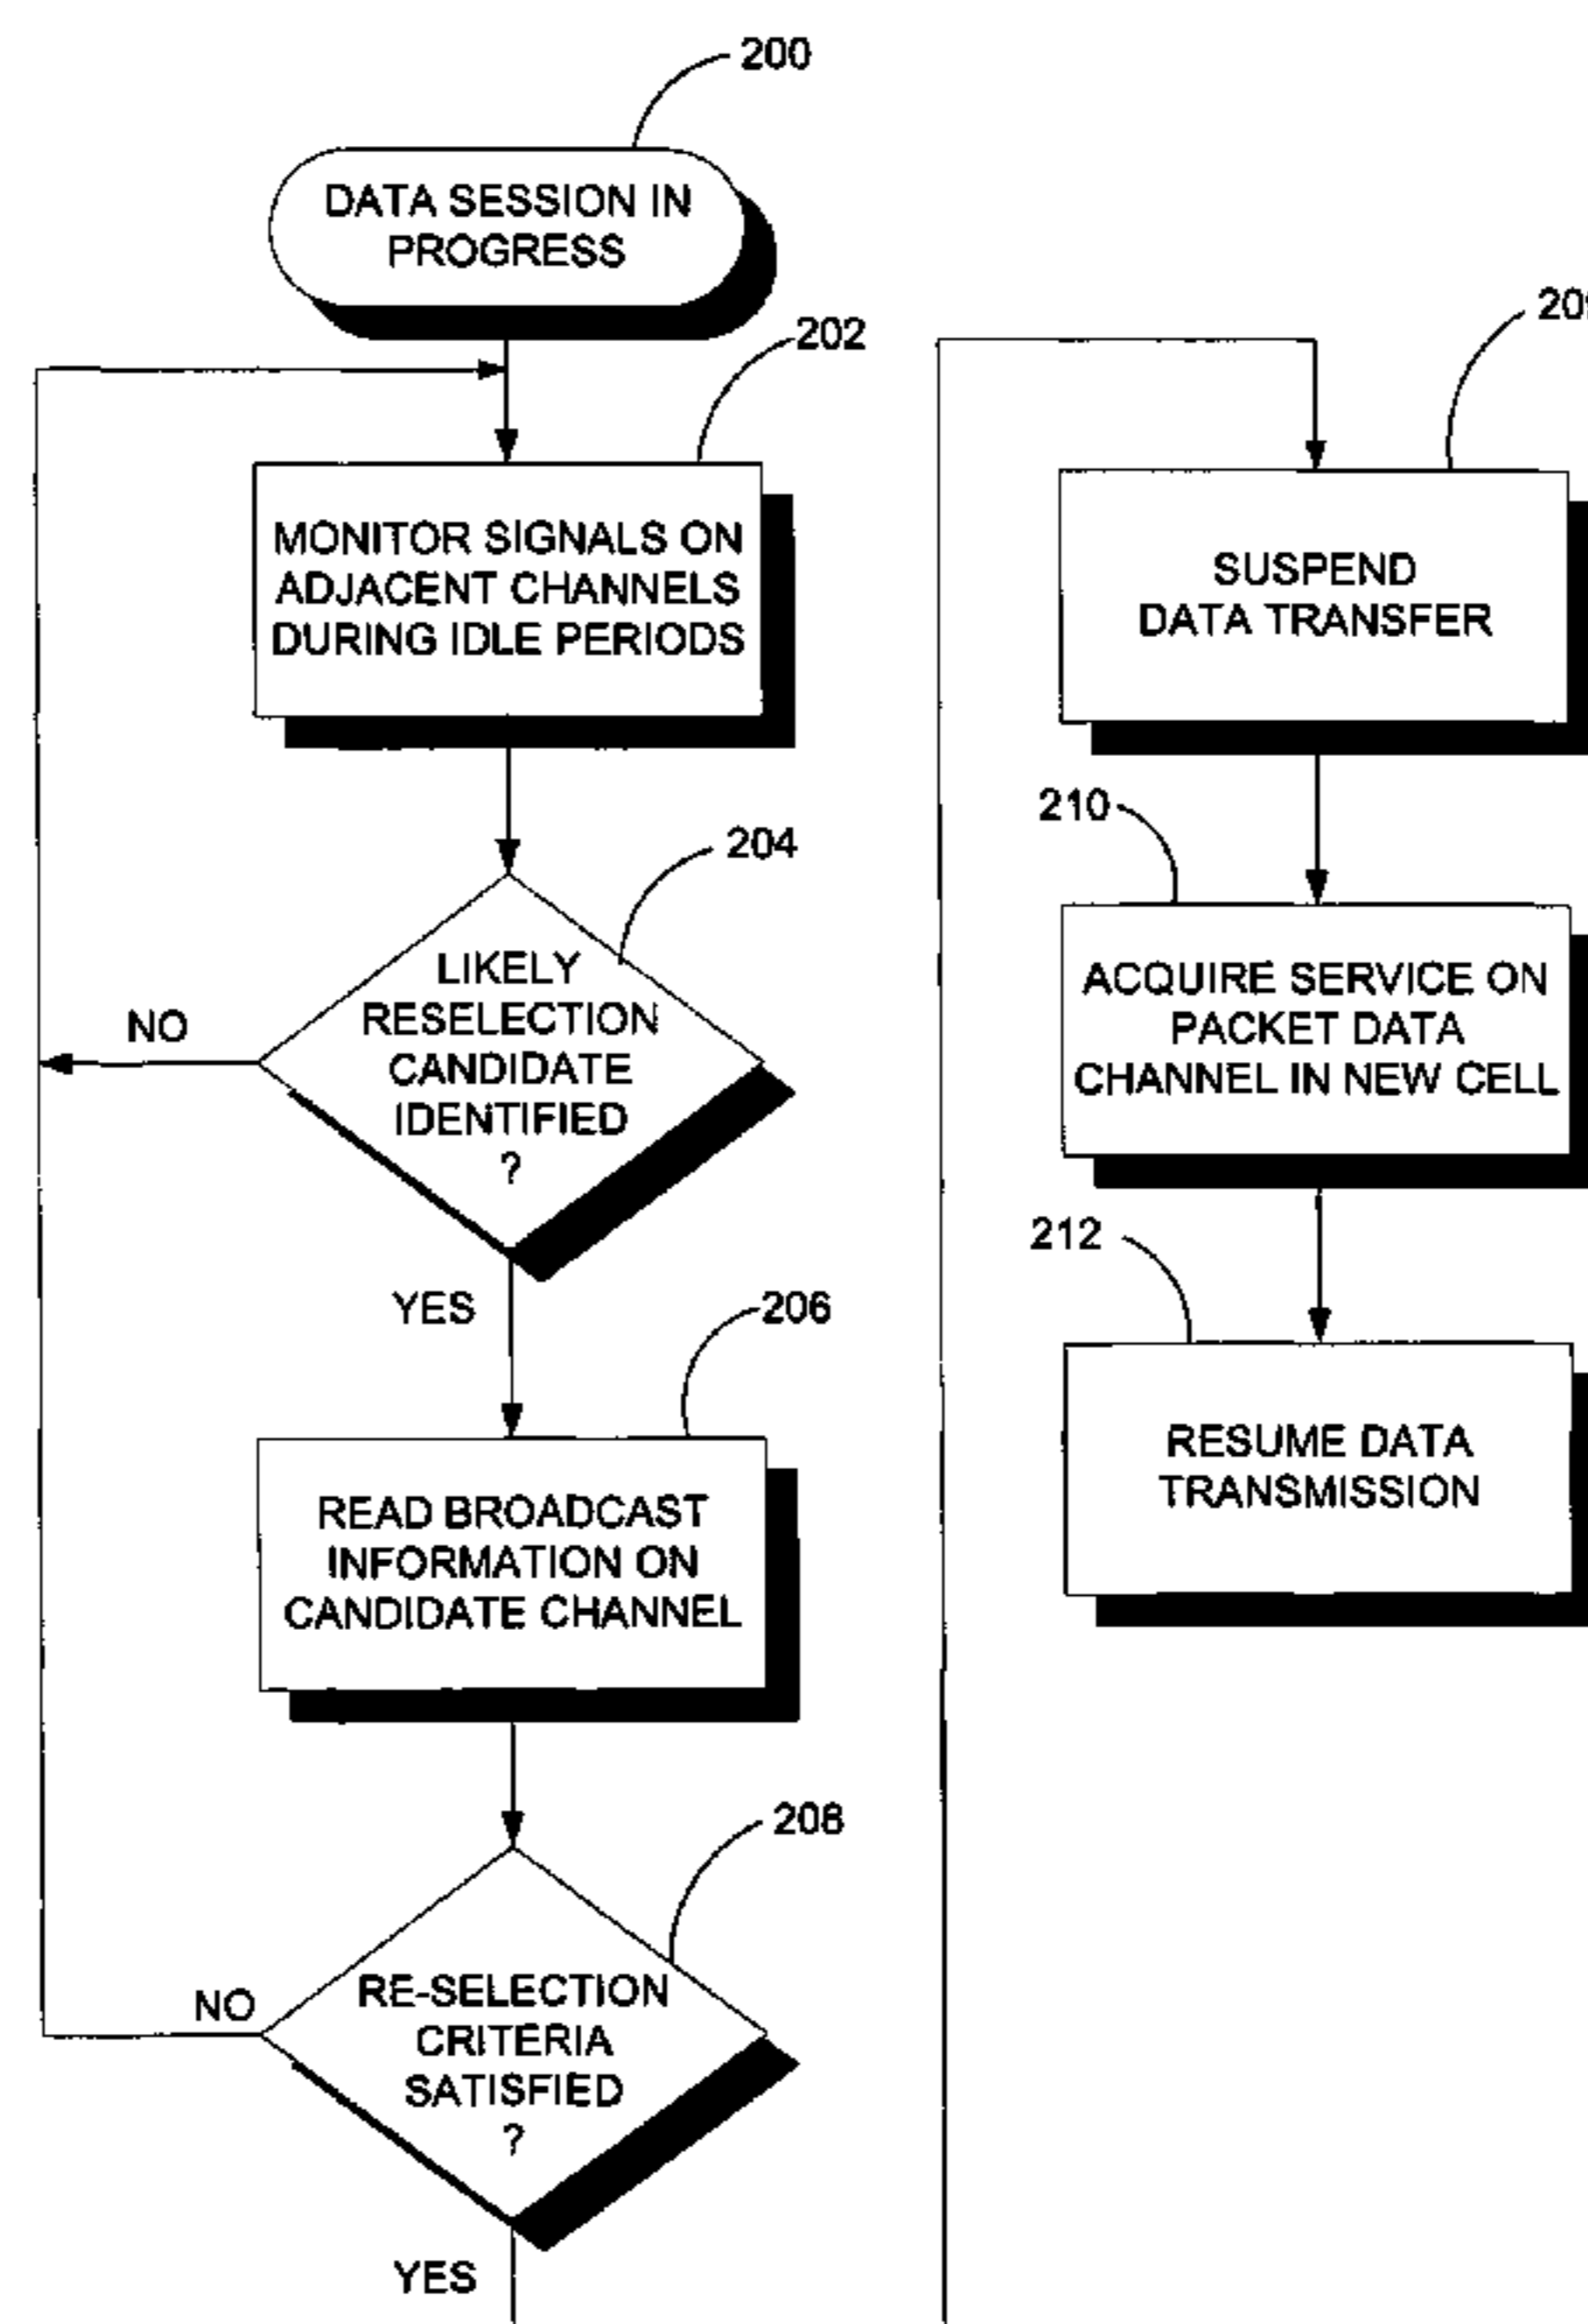 200
DATA SESSION IN
PROGRESS
202
MONITOR SIGNALS ON
ADJACENT CHANNELS
DURING IDLE PERIODS
204
LIKELY
RESELECTION
CANDIDATE
IDENTIFIED
?
NO
YES
206
READ BROADCAST
INFORMATION ON
CANDIDATE CHANNEL
208
RE-SELECTION
CRITERIA
SATISFIED
?
NO
YES
SUSPEND
DATA TRANSFER
210
ACQUIRE SERVICE ON
PACKET DATA
CHANNEL IN NEW CELL
212
RESUME DATA
TRANSMISSION